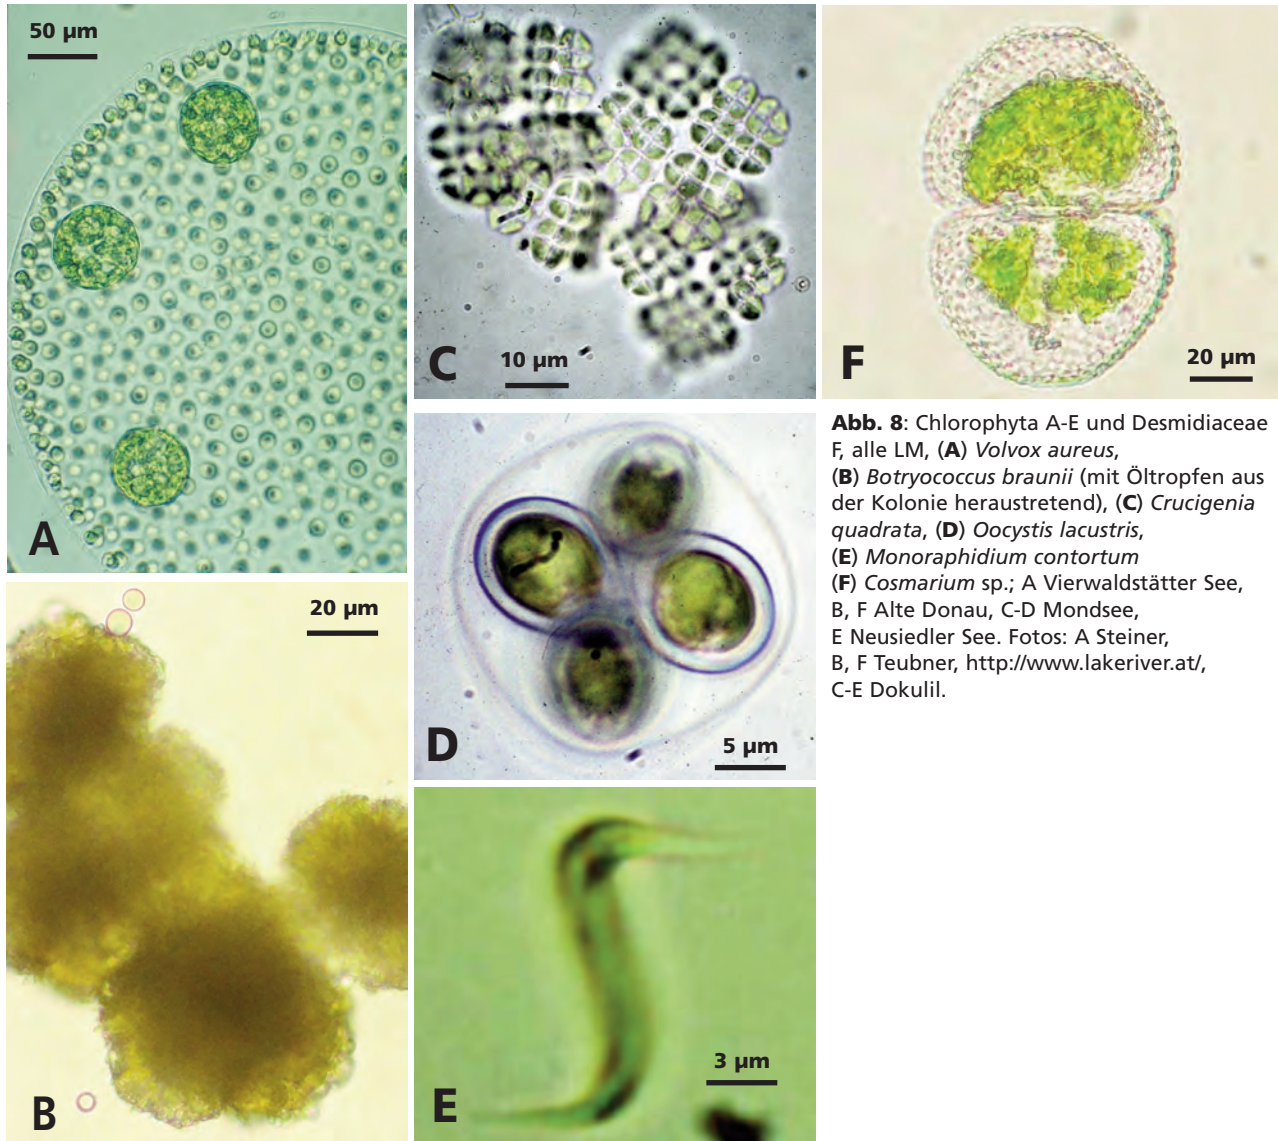 50 µm
A
20 µm
B
C
10 µm
D
5 µm
E
3 µm
F
20 µm
Abb. 8: Chlorophyta A-E und Desmidiaceae
F, alle LM, (A) Volvox aureus,
(B) Botryococcus braunii (mit Öltropfen aus
der Kolonie heraustretend), (C) Crucigenia
quadrata, (D) Oocystis lacustris,
(E) Monoraphidium contortum
(F) Cosmarium sp.; A Vierwaldstätter See,
B, F Alte Donau, C-D Mondsee,
E Neusiedler See. Fotos: A Steiner,
B, F Teubner, http://www.lakeriver.at/,
C-E Dokulil.